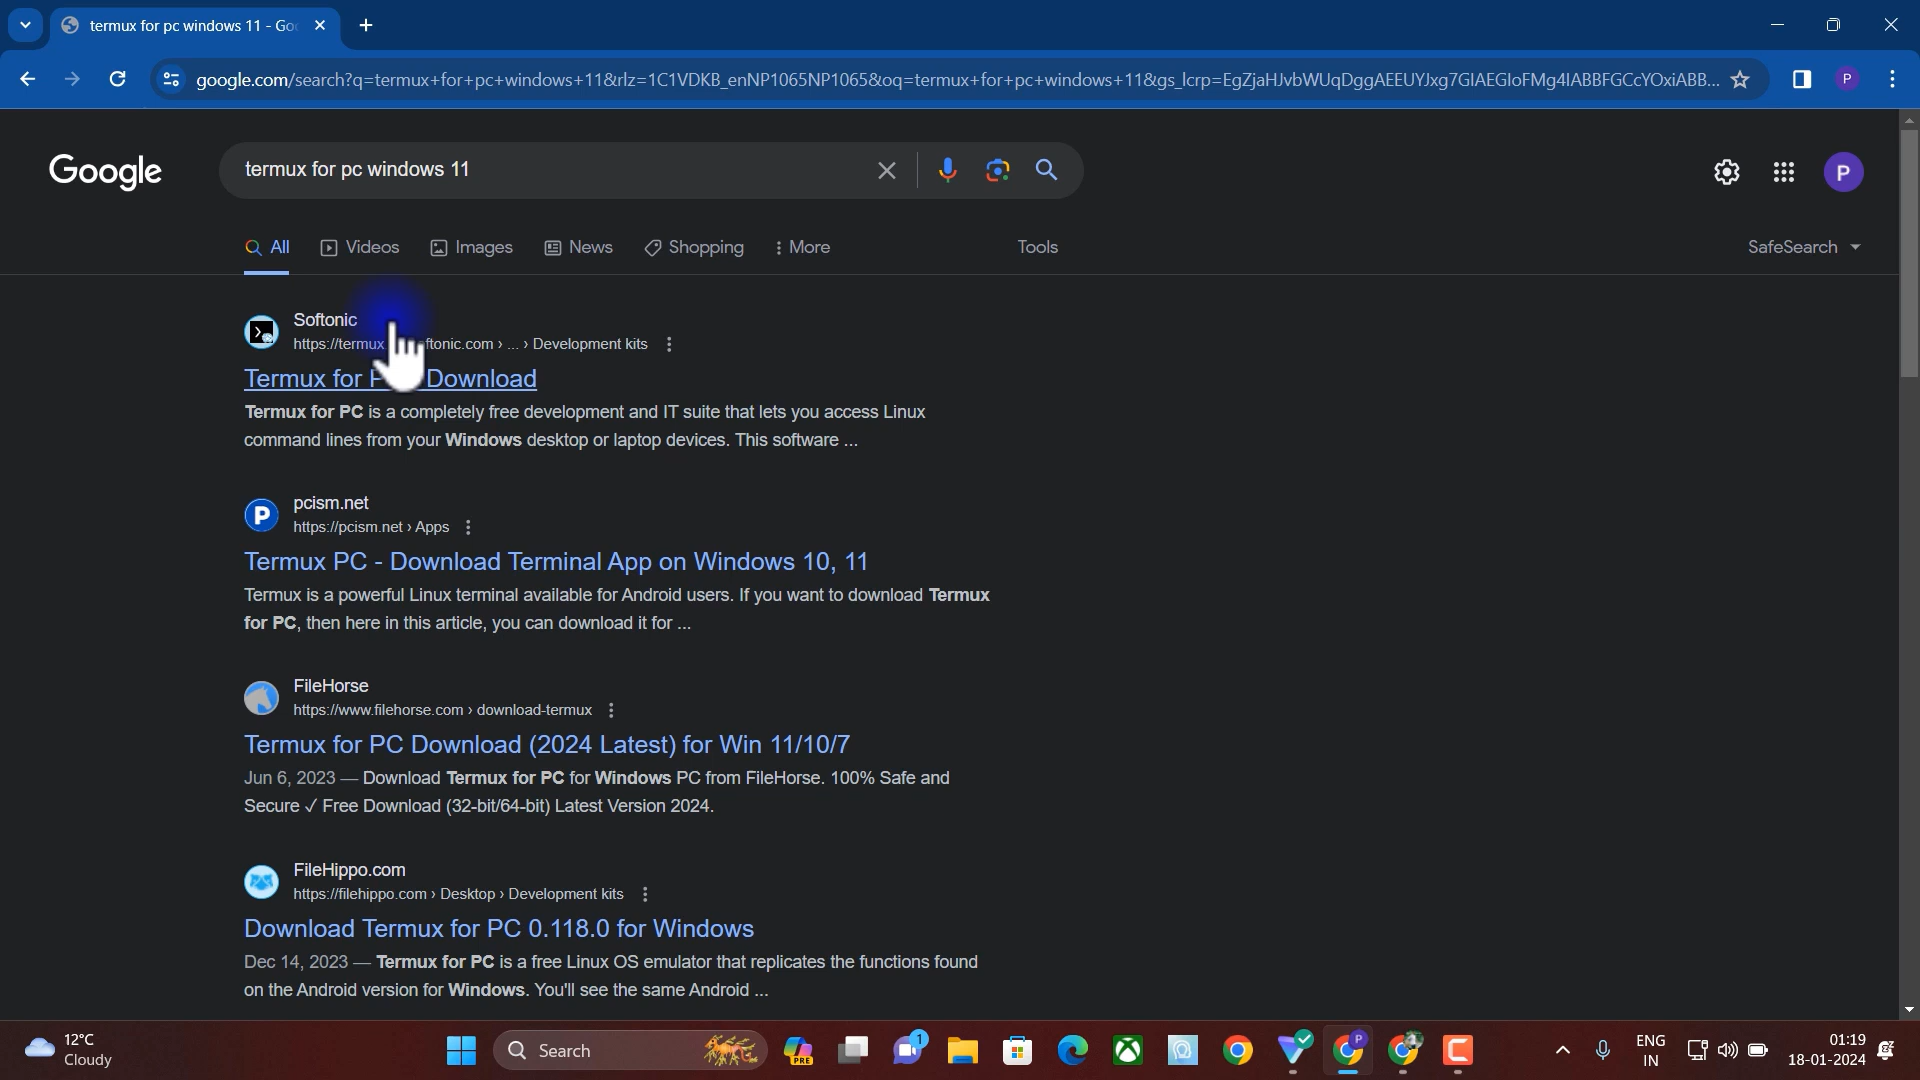 termux for pc windows 11 - Go
google.com/search?q=termux+for+pc+windows+11&rlz=1C1VDKB_enNP1065NP1065&oq=termux+for+pc+windows+11&gs_lcrp=EgZjaHJvbWUqDggAEEUYJxg7GIAEGIoFMg4IABBFGCcYOxiABB...
P
Google
termux for pc windows 11
P
All
Videos
Images
News
Shopping
More
Tools
SafeSearch
Softonic
https://termux ftonic.com › ... › Development kits
Termux for Download
Termux for PC is a completely free development and IT suite that lets you access Linux
command lines from your Windows desktop or laptop devices. This software ...
P
pcism.net
https://pcism.net › Apps
Termux PC - Download Terminal App on Windows 10, 11
Termux is a powerful Linux terminal available for Android users. If you want to download Termux
for PC, then here in this article, you can download it for ...
FileHorse
https://www.filehorse.com › download-termux
Termux for PC Download (2024 Latest) for Win 11/10/7
Jun 6, 2023 — Download Termux for PC for Windows PC from FileHorse. 100% Safe and
Secure ✓ Free Download (32-bit/64-bit) Latest Version 2024.
FileHippo.com
https://filehippo.com › Desktop › Development kits
Download Termux for PC 0.118.0 for Windows
Dec 14, 2023 — Termux for PC is a free Linux OS emulator that replicates the functions found
on the Android version for Windows. You'll see the same Android ...
12°C
Cloudy
Search
PRE
1
P
ENG
IN
01:19
18-01-2024